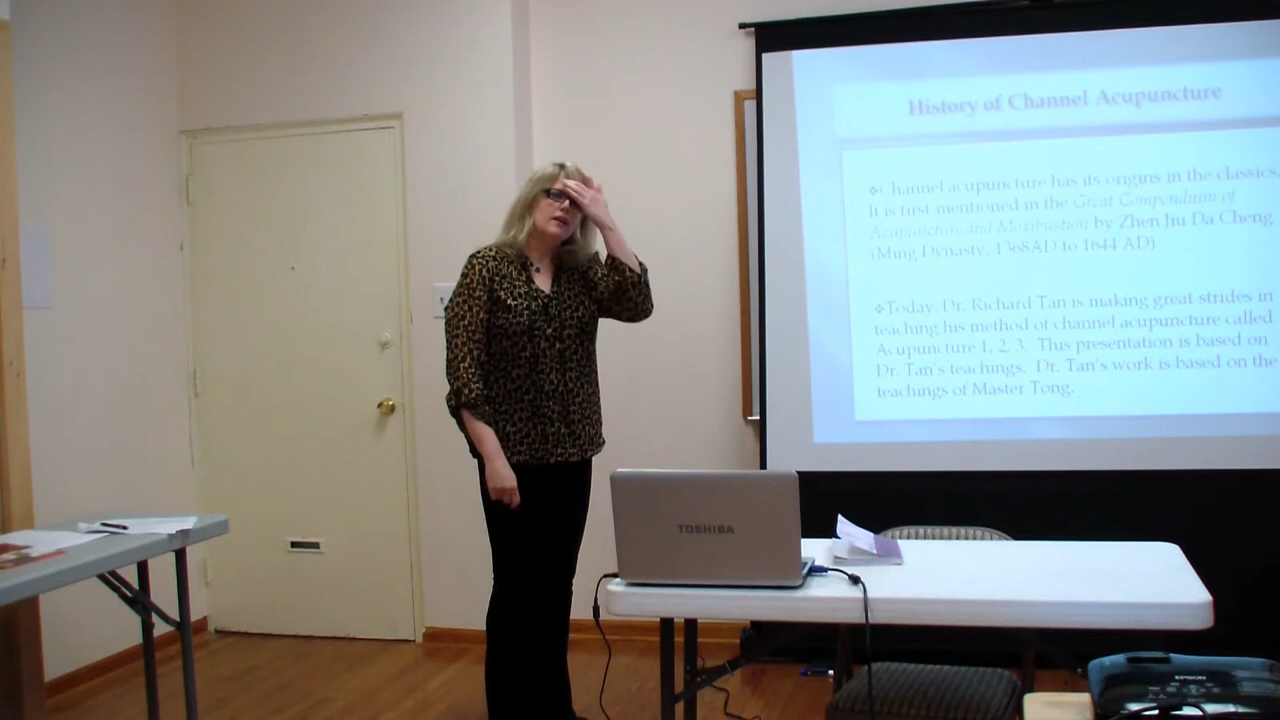 History of Channel Acupuncture
❖Channel acupuncture has its origins in the classics.
It is first mentioned in the Great Compendium of
Acupuncture and Moxibustion by Zhen Jiu Da Cheng
(Ming Dynasty, 1368AD to 1644 AD)
❖Today, Dr. Richard Tan is making great strides in
teaching his method of channel acupuncture called
Acupuncture 1, 2, 3. This presentation is based on
Dr. Tan's teachings. Dr. Tan's work is based on the
teachings of Master Tong.
TOSHIBA
EPSON